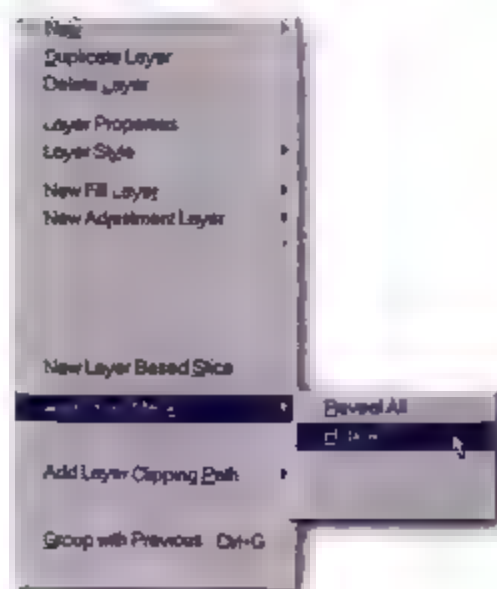 New
Duplicate Layer
Delete Layer
Layer Properties
Layer Style
New Fill Layer
New Adjustment Layer
New Layer Based Slice
Reveal All
Add Layer Clipping Path
Group with Previous Ctrl+G